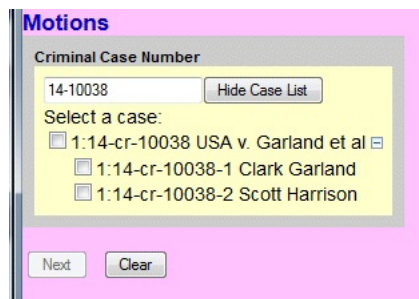 Motions
Criminal Case Number
14-10038 Hide Case List
Select a case:
1:14-cr-10038 USA v. Garland et al
1:14-cr-10038-1 Clark Garland
1:14-cr-10038-2 Scott Harrison
Next Clear